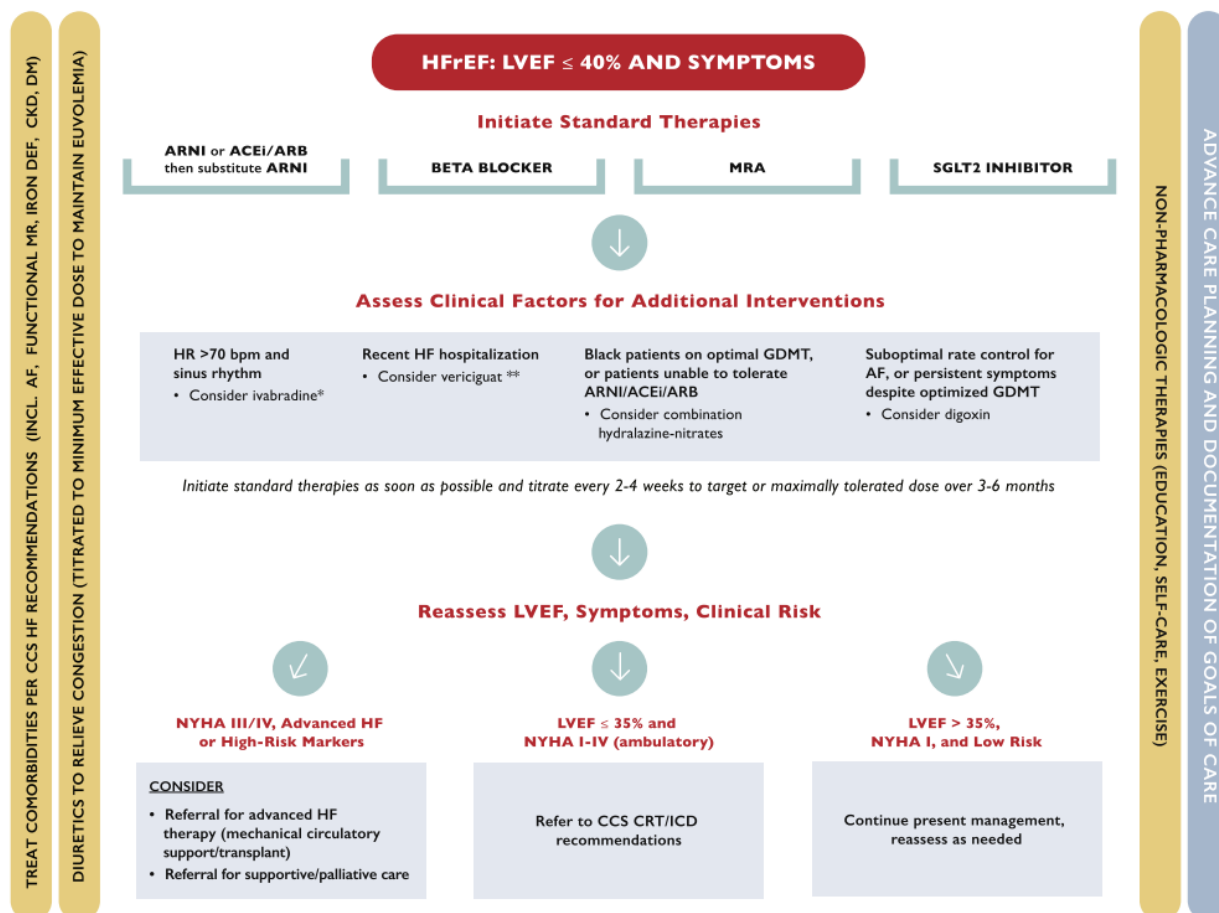 TREAT COMORBIDITIES PER CCS HF RECOMMENDATIONS (INCL. AF, FUNCTIONAL MR, IRON DEF, CKD, DM)
DIURETICS TO RELIEVE CONGESTION (TITRATED TO MINIMUM EFFECTIVE DOSE TO MAINTAIN EUVOLEMIA)
HFrEF: LVEF ≤ 40% AND SYMPTOMS
Initiate Standard Therapies
ARNI or ACEi/ARB
then substitute ARNI
BETA BLOCKER
MRA
SGLT2 INHIBITOR
Assess Clinical Factors for Additional Interventions
HR >70 bpm and
sinus rhythm
• Consider ivabradine*
Recent HF hospitalization
• Consider vericiguat **
Black patients on optimal GDMT,
or patients unable to tolerate
ARNI/ACEi/ARB
• Consider combination
hydralazine-nitrates
Suboptimal rate control for
AF, or persistent symptoms
despite optimized GDMT
• Consider digoxin
Initiate standard therapies as soon as possible and titrate every 2-4 weeks to target or maximally tolerated dose over 3-6 months
Reassess LVEF, Symptoms, Clinical Risk
NYHA III/IV, Advanced HF
or High-Risk Markers
CONSIDER
• Referral for advanced HF
therapy (mechanical circulatory
support/transplant)
• Referral for supportive/palliative care
LVEF ≤ 35% and
NYHA I-IV (ambulatory)
Refer to CCS CRT/ICD
recommendations
LVEF > 35%,
NYHA I, and Low Risk
Continue present management,
reassess as needed
NON-PHARMACOLOGIC THERAPIES (EDUCATION, SELF-CARE, EXERCISE)
ADVANCE CARE PLANNING AND DOCUMENTATION OF GOALS OF CARE